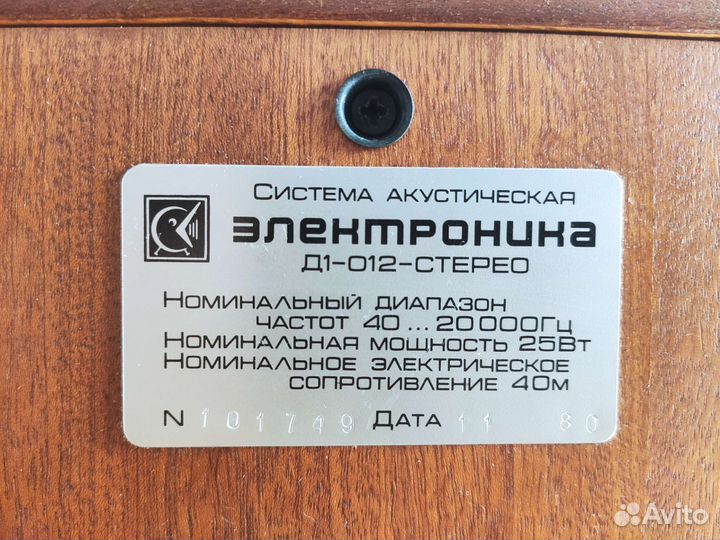 Система акустическая
Электроника
Д1-012-стерео
Номинальный диапазон
частот 40...20000Гц
Номинальная мощность 25Вт
Номинальное электрическое
сопротивление 4Ом
N 101749 Дата 11 80
Avito